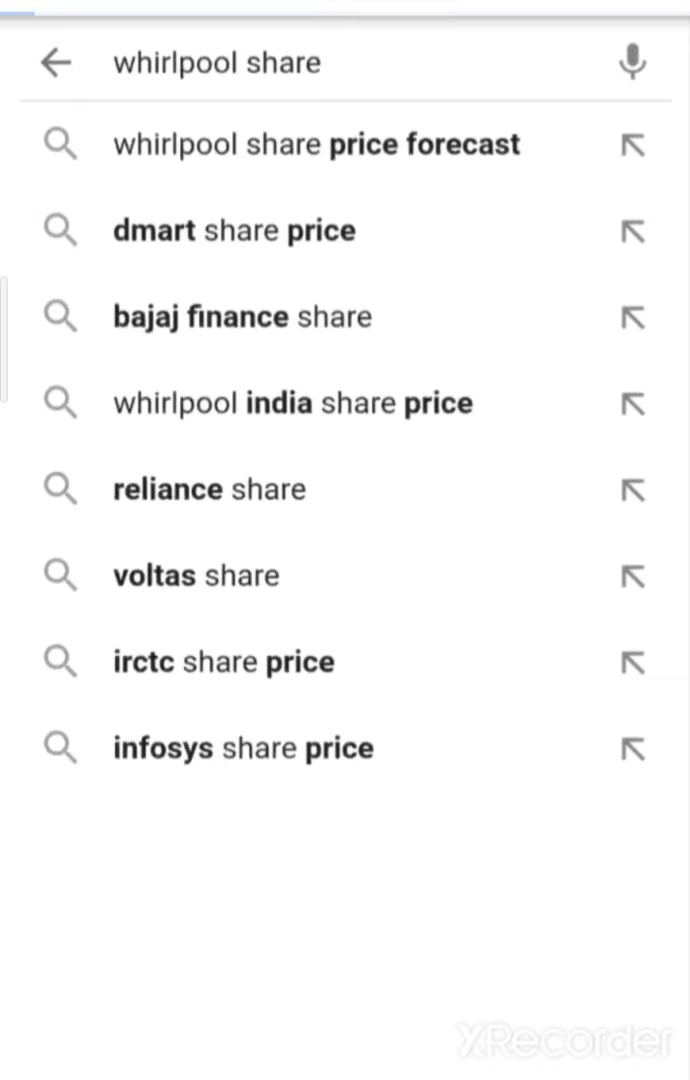 whirlpool share
whirlpool share price forecast
dmart share price
bajaj finance share
whirlpool india share price
reliance share
voltas share
irctc share price
infosys share price
XRecorder